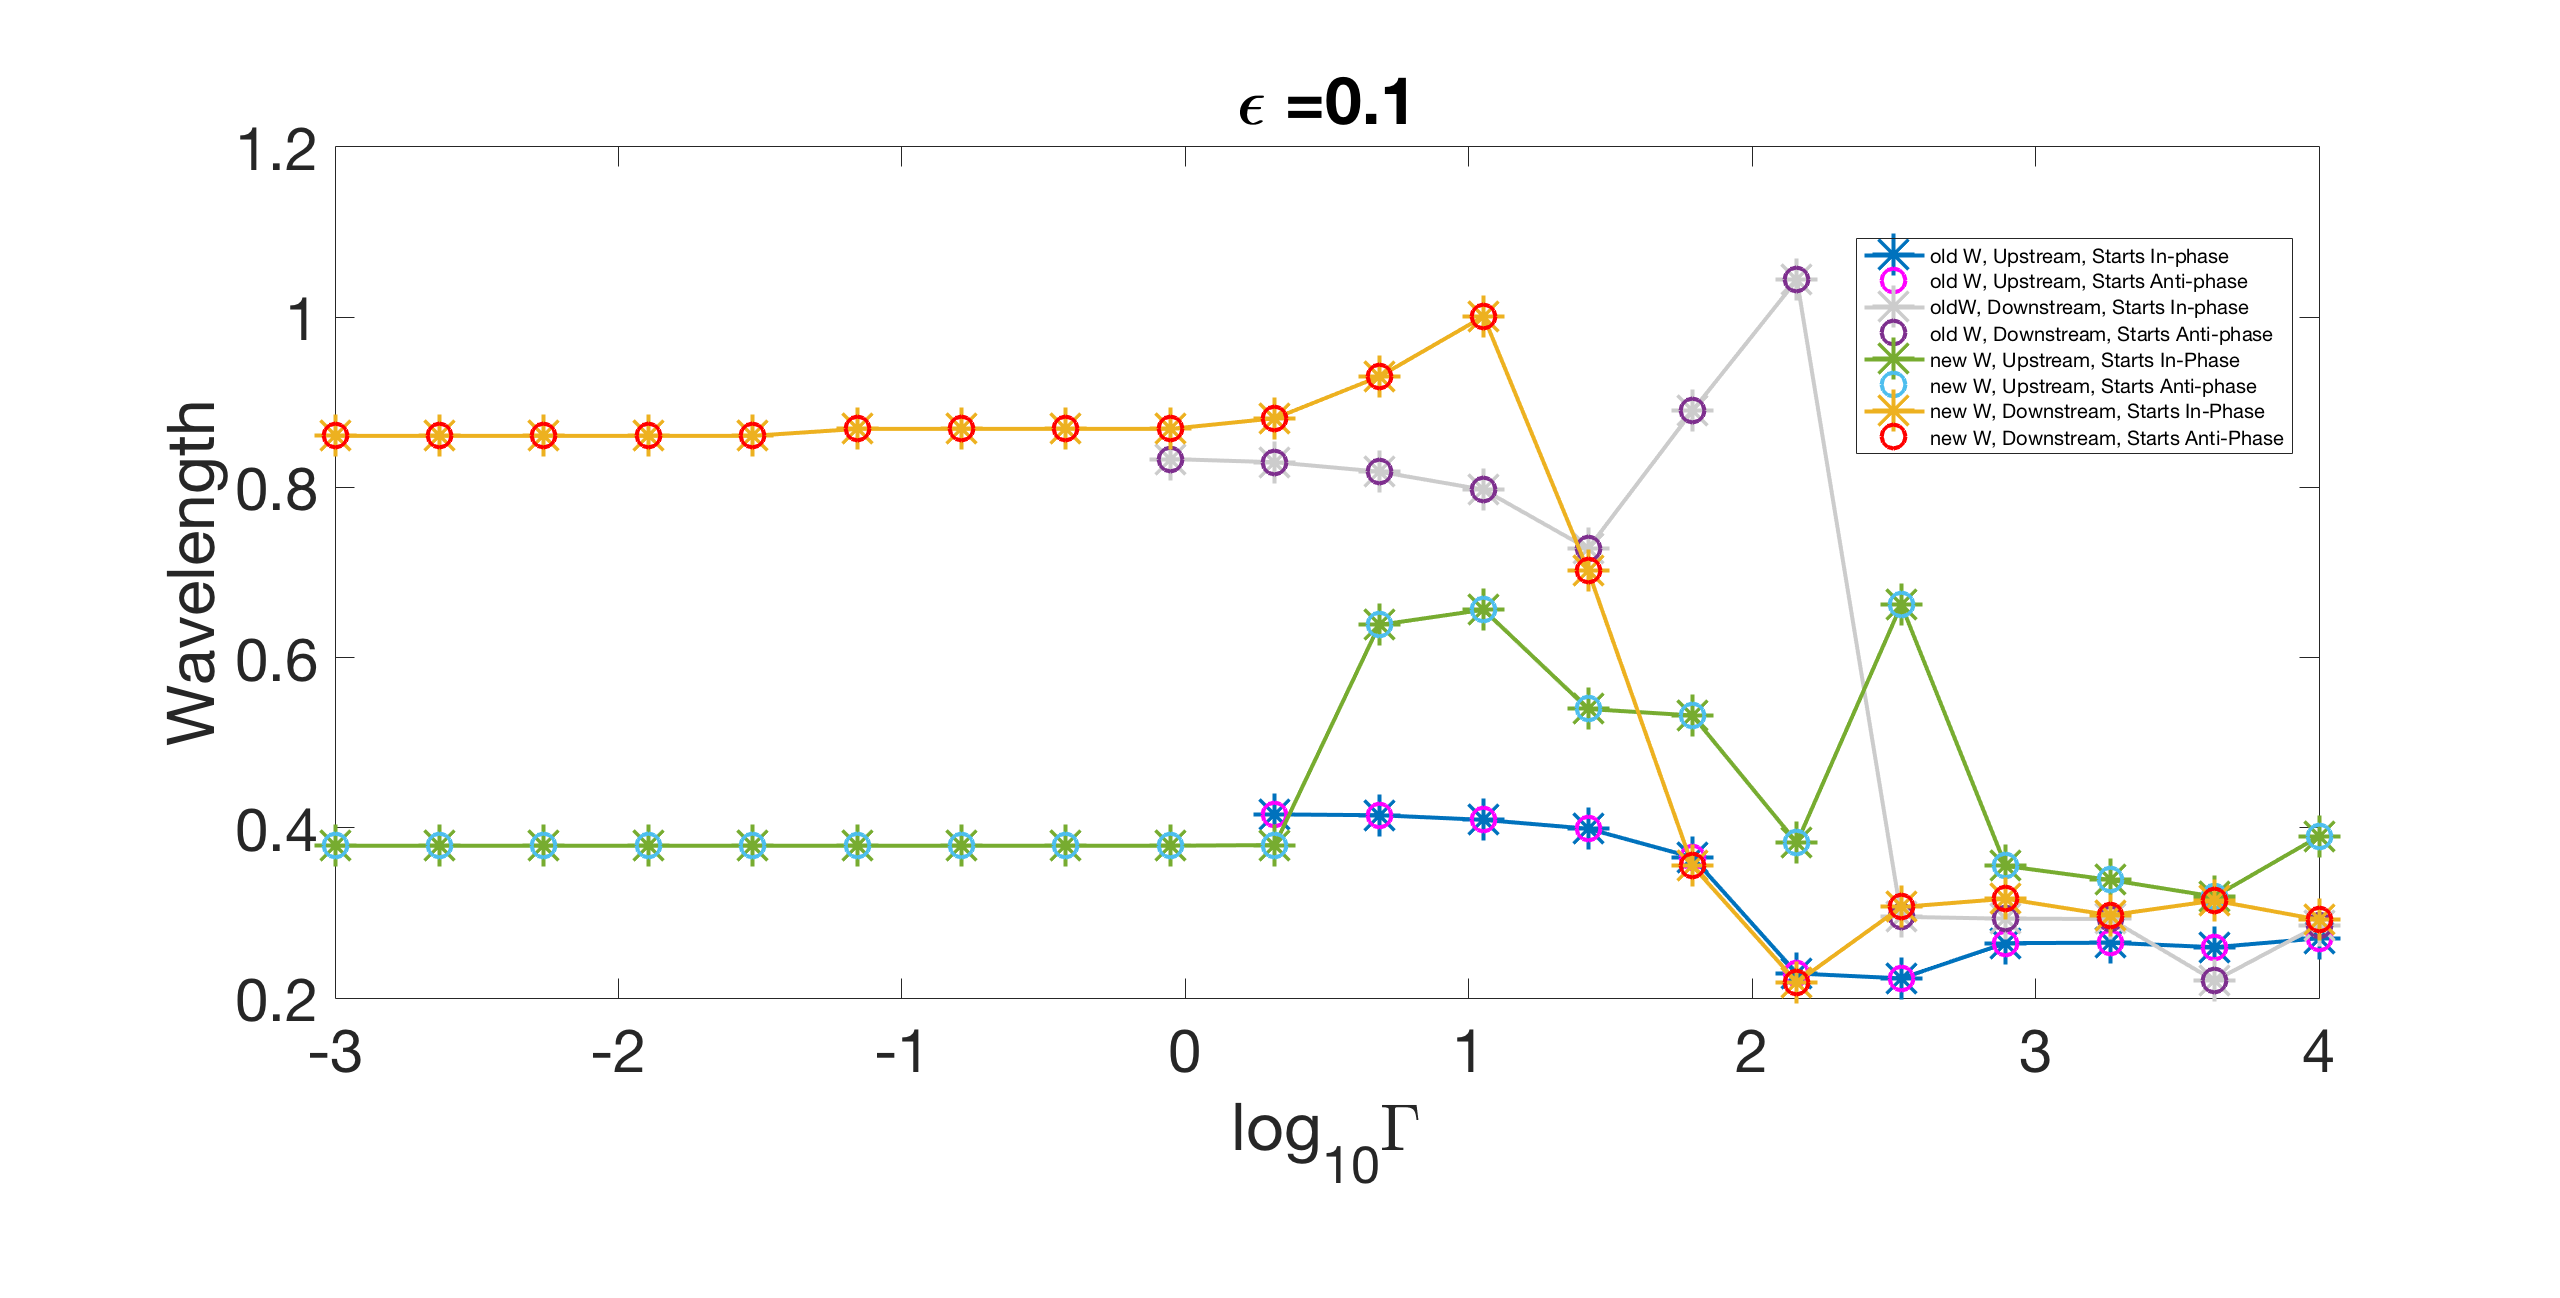 ϵ =0.1
1.2
1
0.8
0.6
0.4
0.2
Wavelength
-3 -2 -1 0 1 2 3 4
log10Γ
old W, Upstream, Starts In-phase
old W, Upstream, Starts Anti-phase
oldW, Downstream, Starts In-phase
old W, Downstream, Starts Anti-phase
new W, Upstream, Starts In-Phase
new W, Upstream, Starts Anti-phase
new W, Downstream, Starts In-Phase
new W, Downstream, Starts Anti-Phase